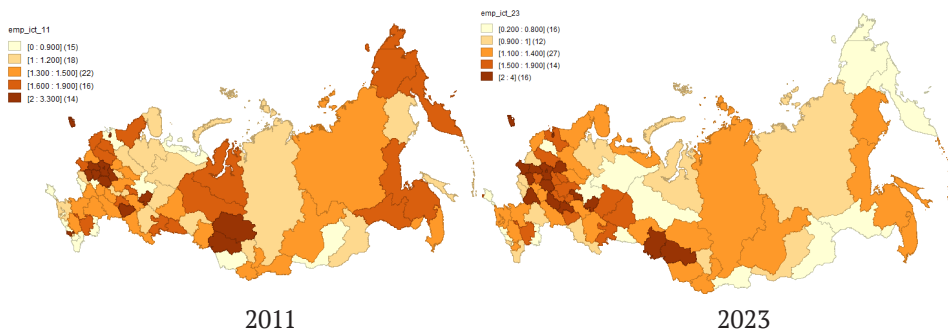 emp_ict_11
[0 : 0.900] (15)
[1 : 1.200] (18)
[1.300 : 1.500] (22)
[1.600 : 1.900] (16)
[2 : 3.300] (14)
emp_ict_23
[0.200 : 0.800] (16)
[0.900 : 1] (12)
[1.100 : 1.400] (27)
[1.500 : 1.900] (14)
[2 : 4] (16)
2011
2023